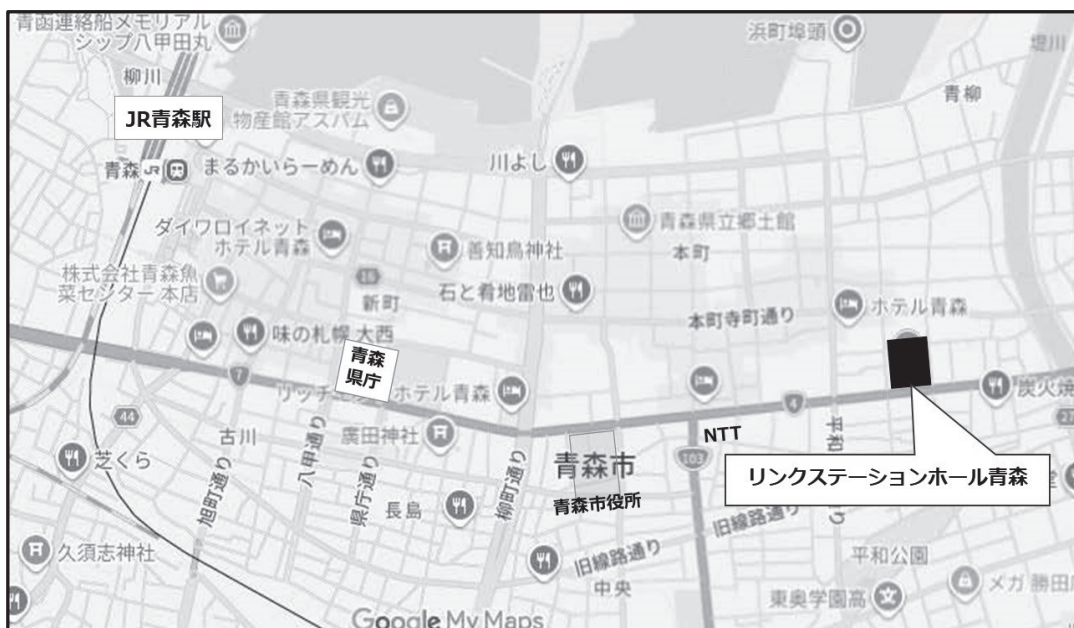 青函連絡船メモリアル
シップ八甲田丸
浜町埠頭
堤川
柳川
青森県観光
物産館アスパム
青柳
JR青森駅
青森 JR
まるかいらーめん
川よし
ダイワロイネット
ホテル青森
善知鳥神社
青森県立郷土館
本町
株式会社青森魚
菜センター 本店
16
新町
石と肴地雷也
本町寺町通り
ホテル青森
味の札幌 大西
青森
県庁
7
ホテル青森
4
炭火焼
27
44
古川
廣田神社
NTT
103
平和
芝くら
旭町通り
八甲通り
県庁通り
長島
柳町通り
青森市
青森市役所
リンクステーションホール青森
堂
旧線路通り
旧線路通り
久須志神社
中央
平和公園
東奥学園高
メガ 勝田
Google My Maps